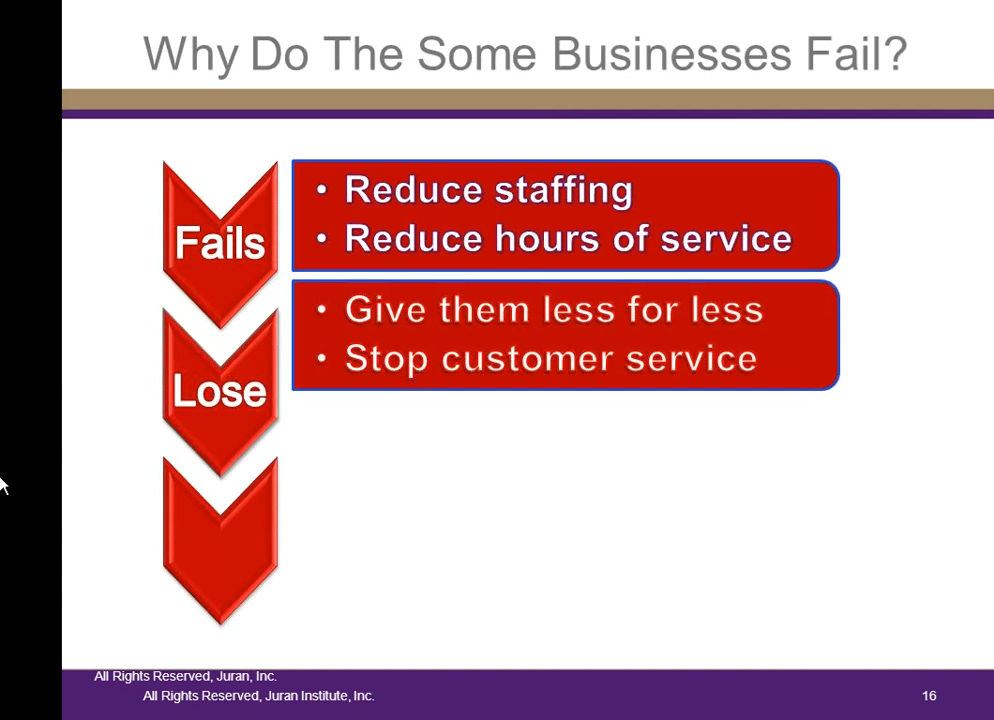 Why Do The Some Businesses Fail?
Fails
• Reduce staffing
• Reduce hours of service
Lose
• Give them less for less
• Stop customer service
All Rights Reserved, Juran, Inc.
All Rights Reserved, Juran Institute, Inc.
16